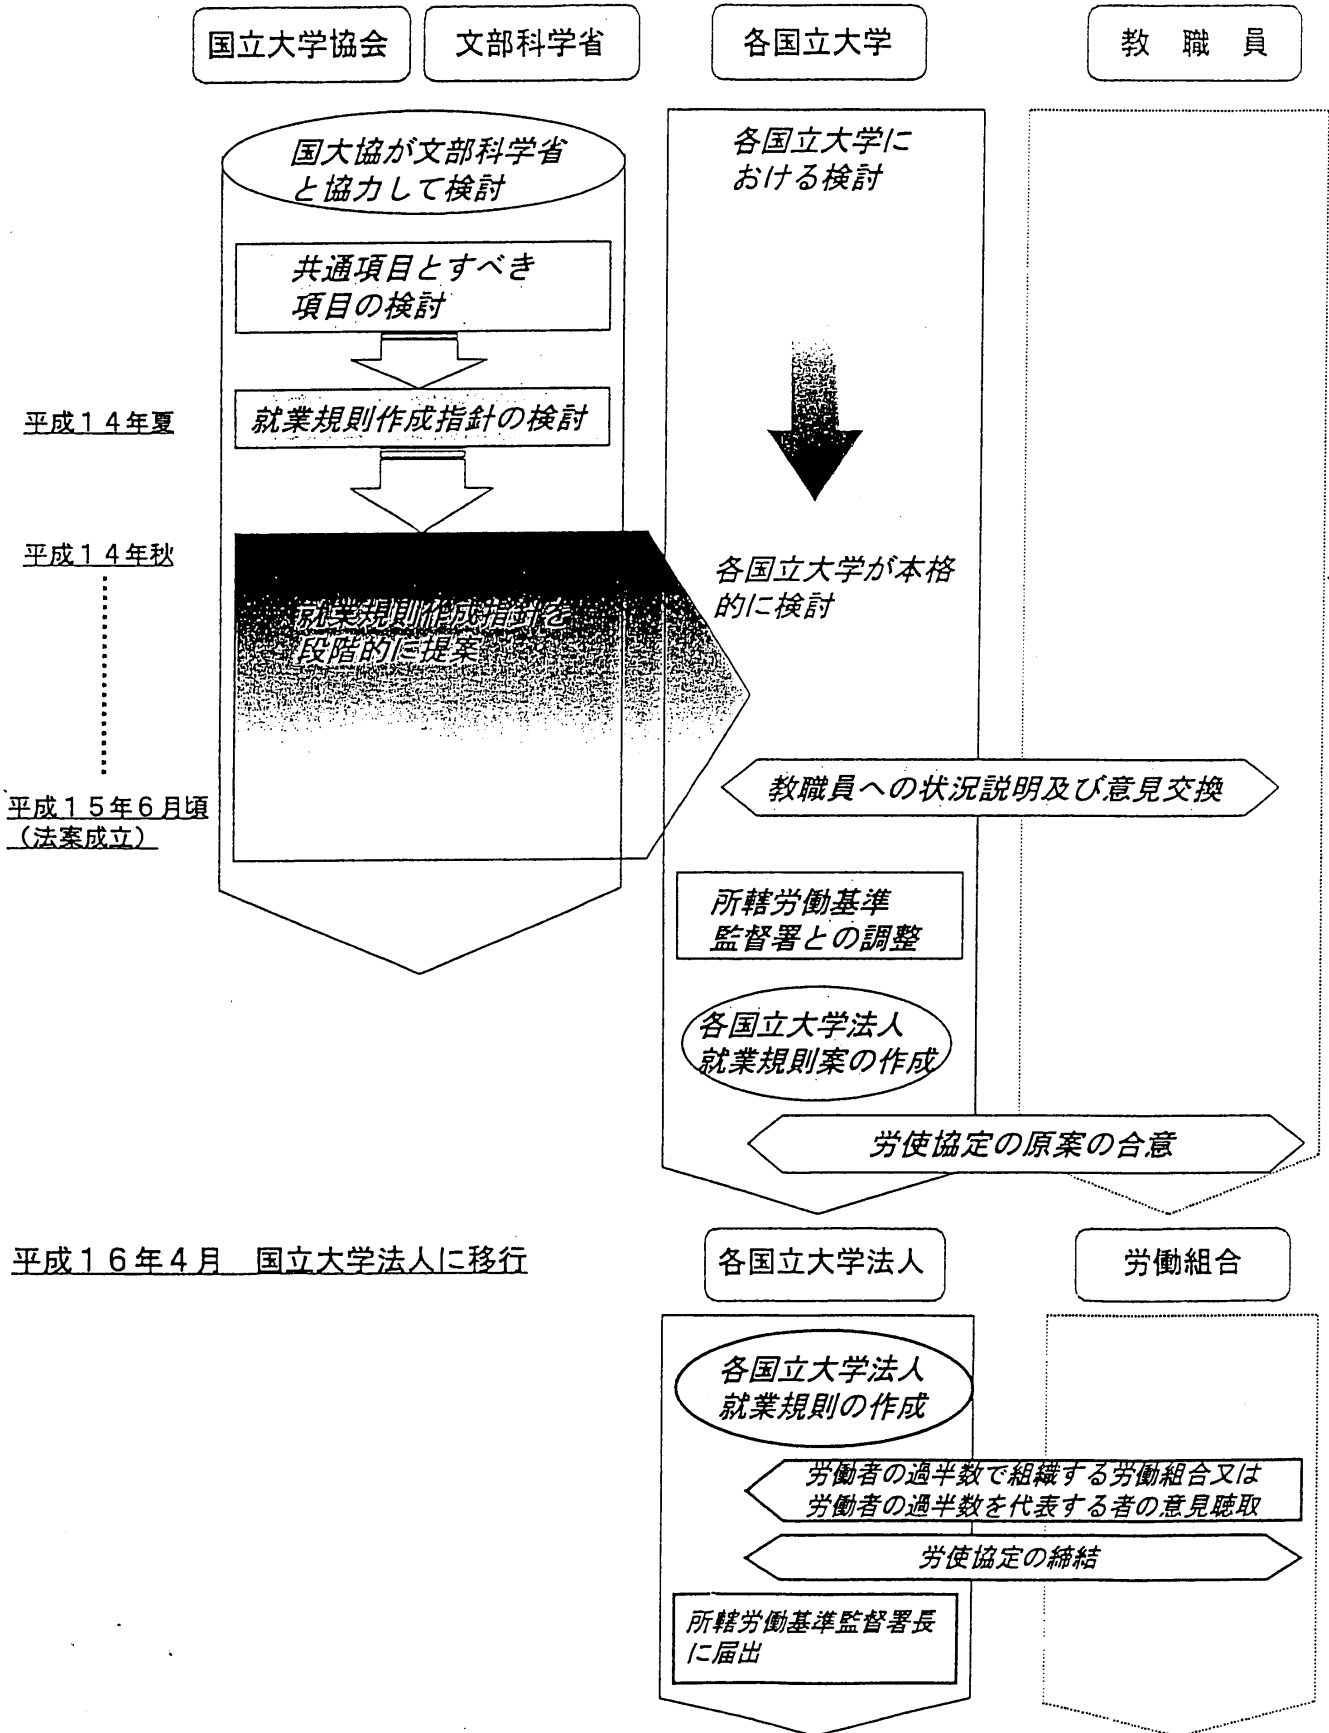 国立大学協会
文部科学省
各国立大学
教　職　員
国大協が文部科学省
と協力して検討
各国立大学に
おける検討
共通項目とすべき
項目の検討
平成１４年夏
就業規則作成指針の検討
平成１４年秋
就業規則作成指針を
段階的に提案
各国立大学が本格
的に検討
平成１５年６月頃
（法案成立）
教職員への状況説明及び意見交換
所轄労働基準
監督署との調整
各国立大学法人
就業規則案の作成
労使協定の原案の合意
平成１６年４月　国立大学法人に移行
各国立大学法人
労働組合
各国立大学法人
就業規則の作成
労働者の過半数で組織する労働組合又は
労働者の過半数を代表する者の意見聴取
労使協定の締結
所轄労働基準監督署長
に届出